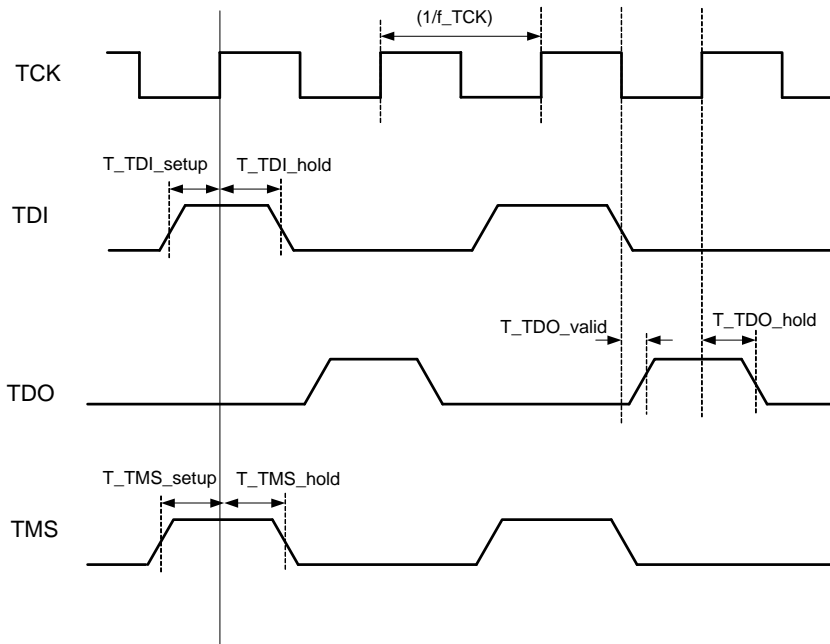 (1/f_TCK)
TCK
T_TDI_setup
T_TDI_hold
TDI
T_TDO_valid
T_TDO_hold
TDO
T_TMS_setup
T_TMS_hold
TMS